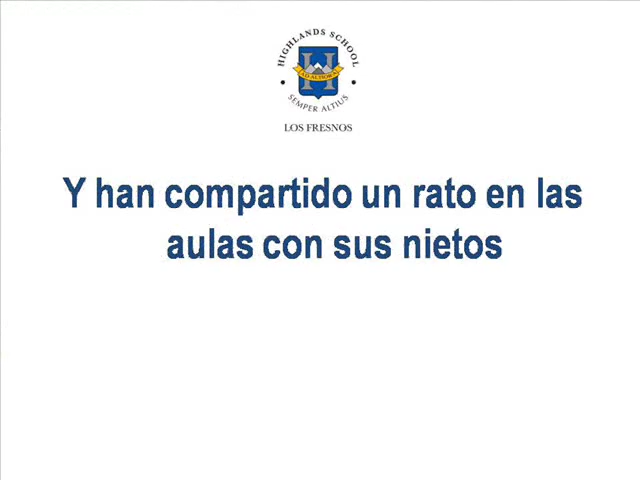 HIGHLANDS SCHOOL
AD ALTIORA
SEMPER ALTIUS
LOS FRESNOS
Y han compartido un rato en las
aulas con sus nietos